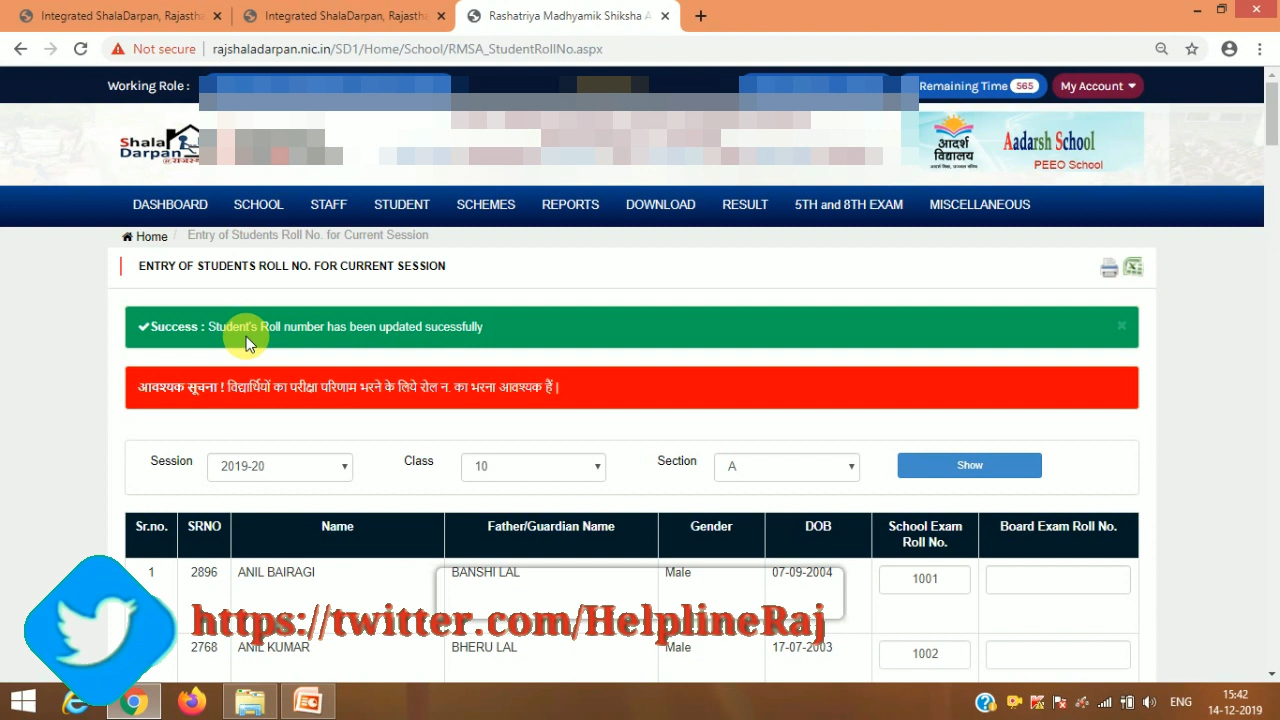 Integrated ShalaDarpan, Rajastha
Integrated ShalaDarpan, Rajastha
Rashatriya Madhyamik Shiksha A
Not secure
rajshaladarpan.nic.in/SD1/Home/School/RMSA_StudentRollNo.aspx
Working Role :
Remaining Time 565
My Account
Shala
Darpan
आदर्श
विद्यालय
Aadarsh School
PEEO School
DASHBOARD SCHOOL STAFF STUDENT SCHEMES REPORTS DOWNLOAD RESULT 5TH and 8TH EXAM MISCELLANEOUS
Home / Entry of Students Roll No. for Current Session
ENTRY OF STUDENTS ROLL NO. FOR CURRENT SESSION
Success : Student's Roll number has been updated sucessfully ×
आवश्यक सूचना ! विद्यार्थियों का परीक्षा परिणाम भरने के लिये रोल न. का भरना आवश्यक हैं |
Session 2019-20 Class 10 Section A Show
Sr.no. SRNO Name Father/Guardian Name Gender DOB School Exam Roll No. Board Exam Roll No.
1 2896 ANIL BAIRAGI BANSHI LAL Male 07-09-2004 1001
https://twitter.com/HelplineRaj
2768 ANIL KUMAR BHERU LAL Male 17-07-2003 1002
ENG
15:42
14-12-2019